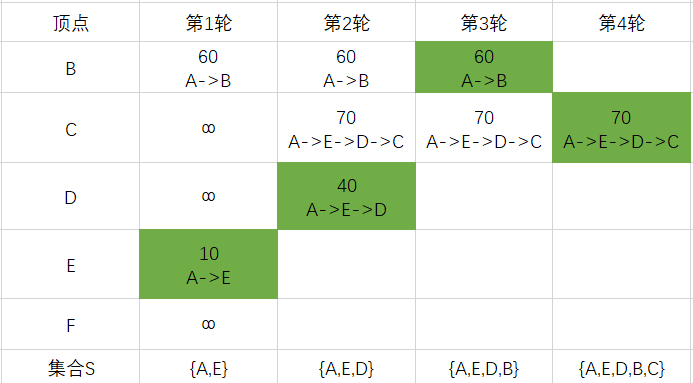 顶点 第1轮 第2轮 第3轮 第4轮
B 60 60 60
A->B A->B A->B
C ∞ 70 70 70
A->E->D->C A->E->D->C A->E->D->C
D ∞ 40
A->E->D
E 10
A->E
F ∞
集合S {A,E} {A,E,D} {A,E,D,B} {A,E,D,B,C}